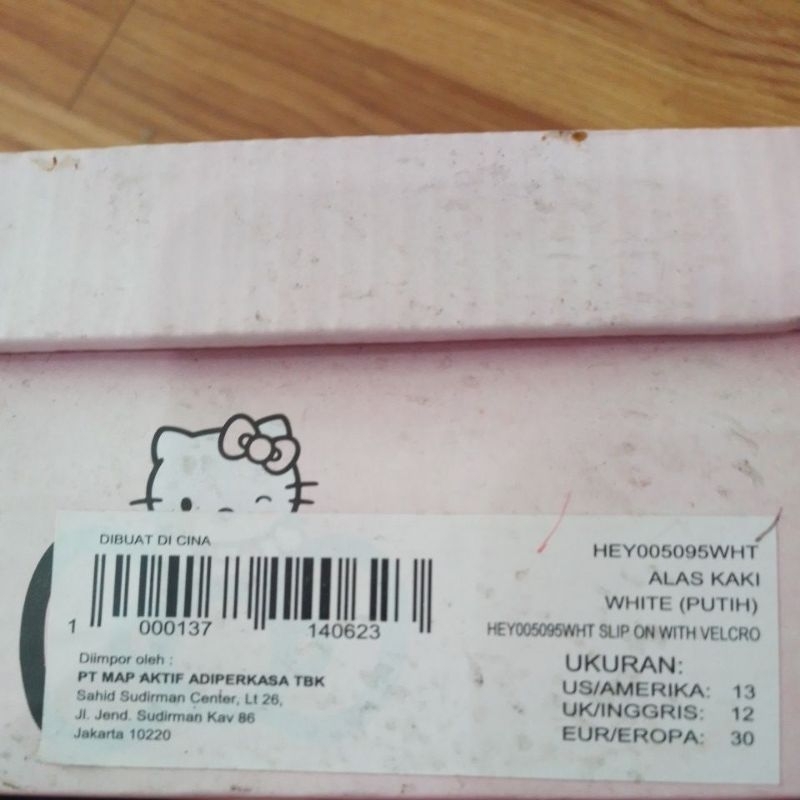 DIBUAT DI CINA
1 000137 140623
Diimpor oleh :
PT MAP AKTIF ADIPERKASA TBK
Sahid Sudirman Center, Lt 26,
Jl. Jend. Sudirman Kav 86
Jakarta 10220
HEY005095WHT
ALAS KAKI
WHITE (PUTIH)
HEY005095WHT SLIP ON WITH VELCRO
UKURAN:
US/AMERIKA: 13
UK/INGGRIS: 12
EUR/EROPA: 30